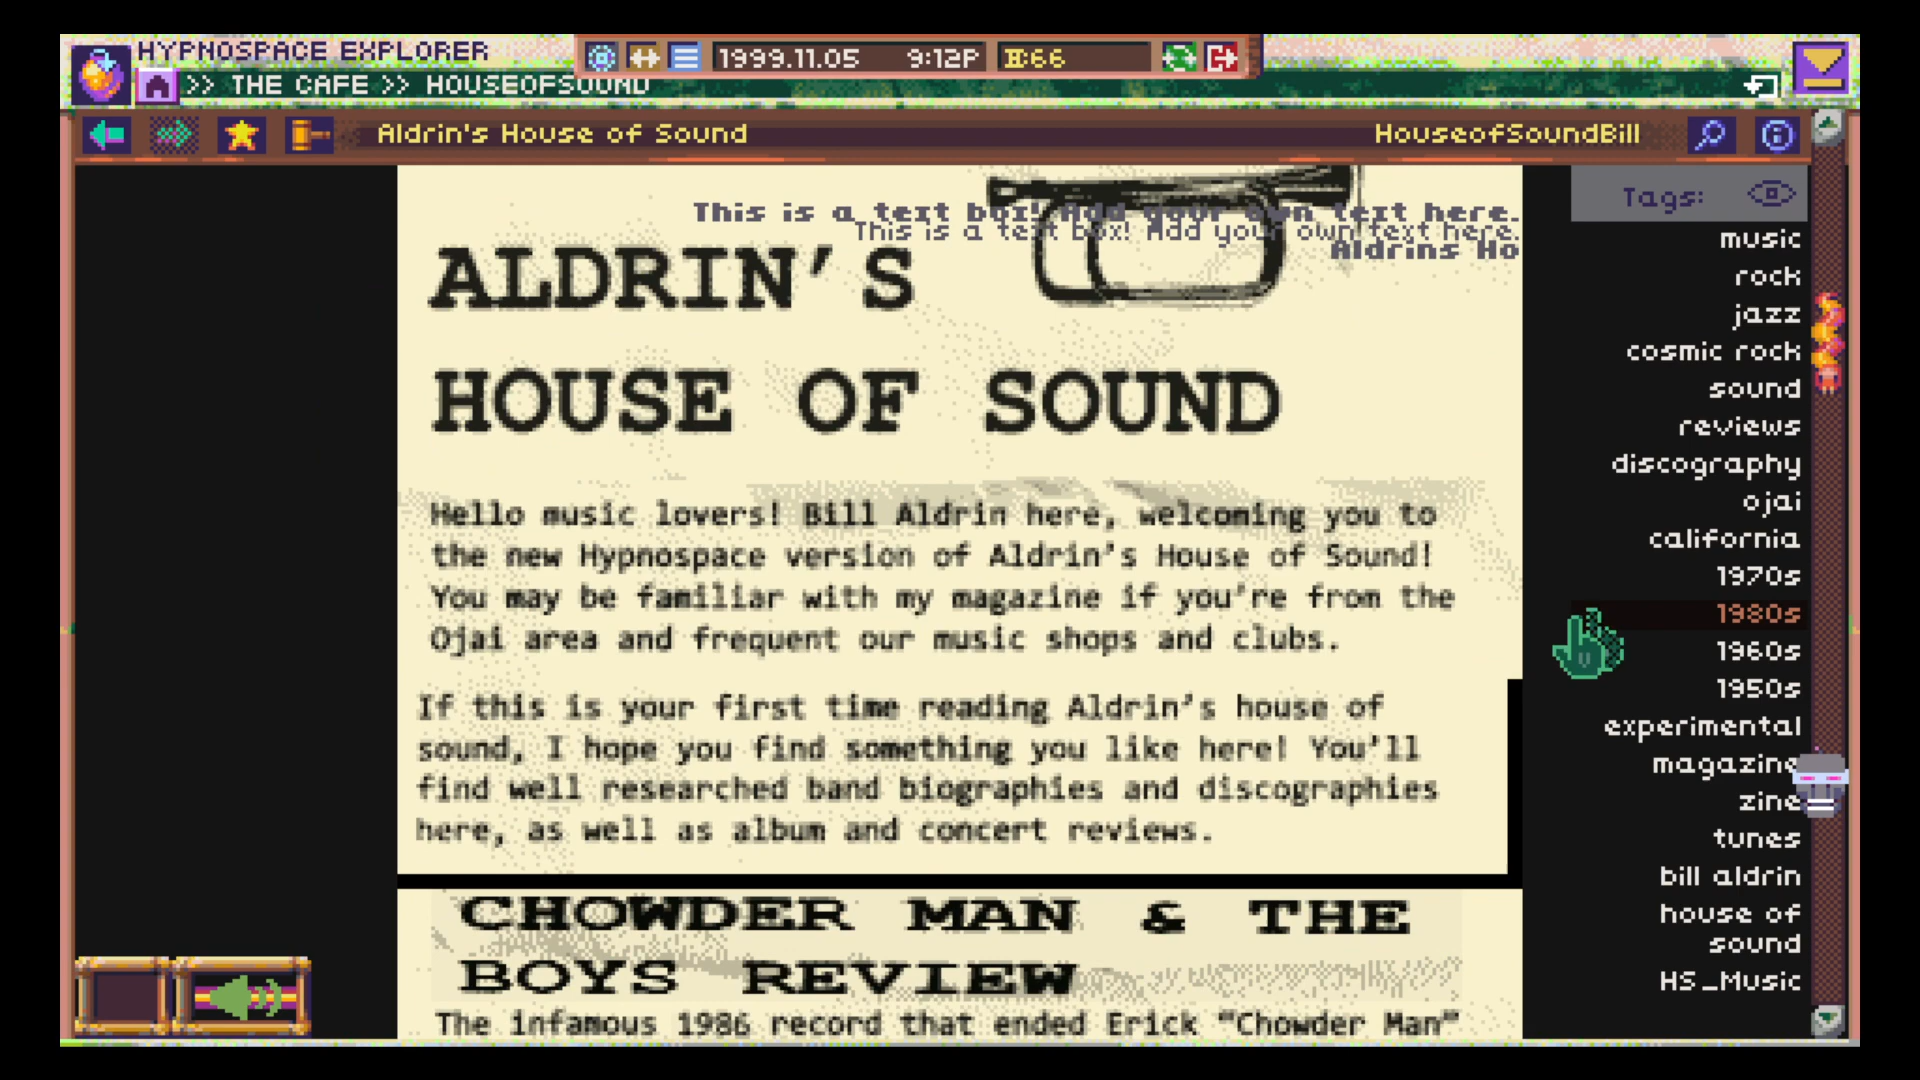 HYPNOSPACE EXPLORER
1999.11.05 9:12P 66
>> THE CAFE >> HOUSEOFSOUND
Aldrin's House of Sound
HouseofSoundBill
This is a text box! Add your own text here.
This is a text box! Add your own text here.
Aldrins Ho
ALDRIN'S
HOUSE OF SOUND
Hello music lovers! Bill Aldrin here, welcoming you to
the new Hypnospace version of Aldrin's House of Sound!
You may be familiar with my magazine if you're from the
Ojai area and frequent our music shops and clubs.
If this is your first time reading Aldrin's house of
sound, I hope you find something you like here! You'll
find well researched band biographies and discographies
here, as well as album and concert reviews.
CHOWDER MAN & THE
BOYS REVIEW
The infamous 1986 record that ended Erick "Chowder Man"
Tags:
music
rock
jazz
cosmic rock
sound
reviews
discography
ojai
california
1970s
1980s
1960s
1950s
experimental
magazine
zine
tunes
bill aldrin
house of
sound
HS_Music